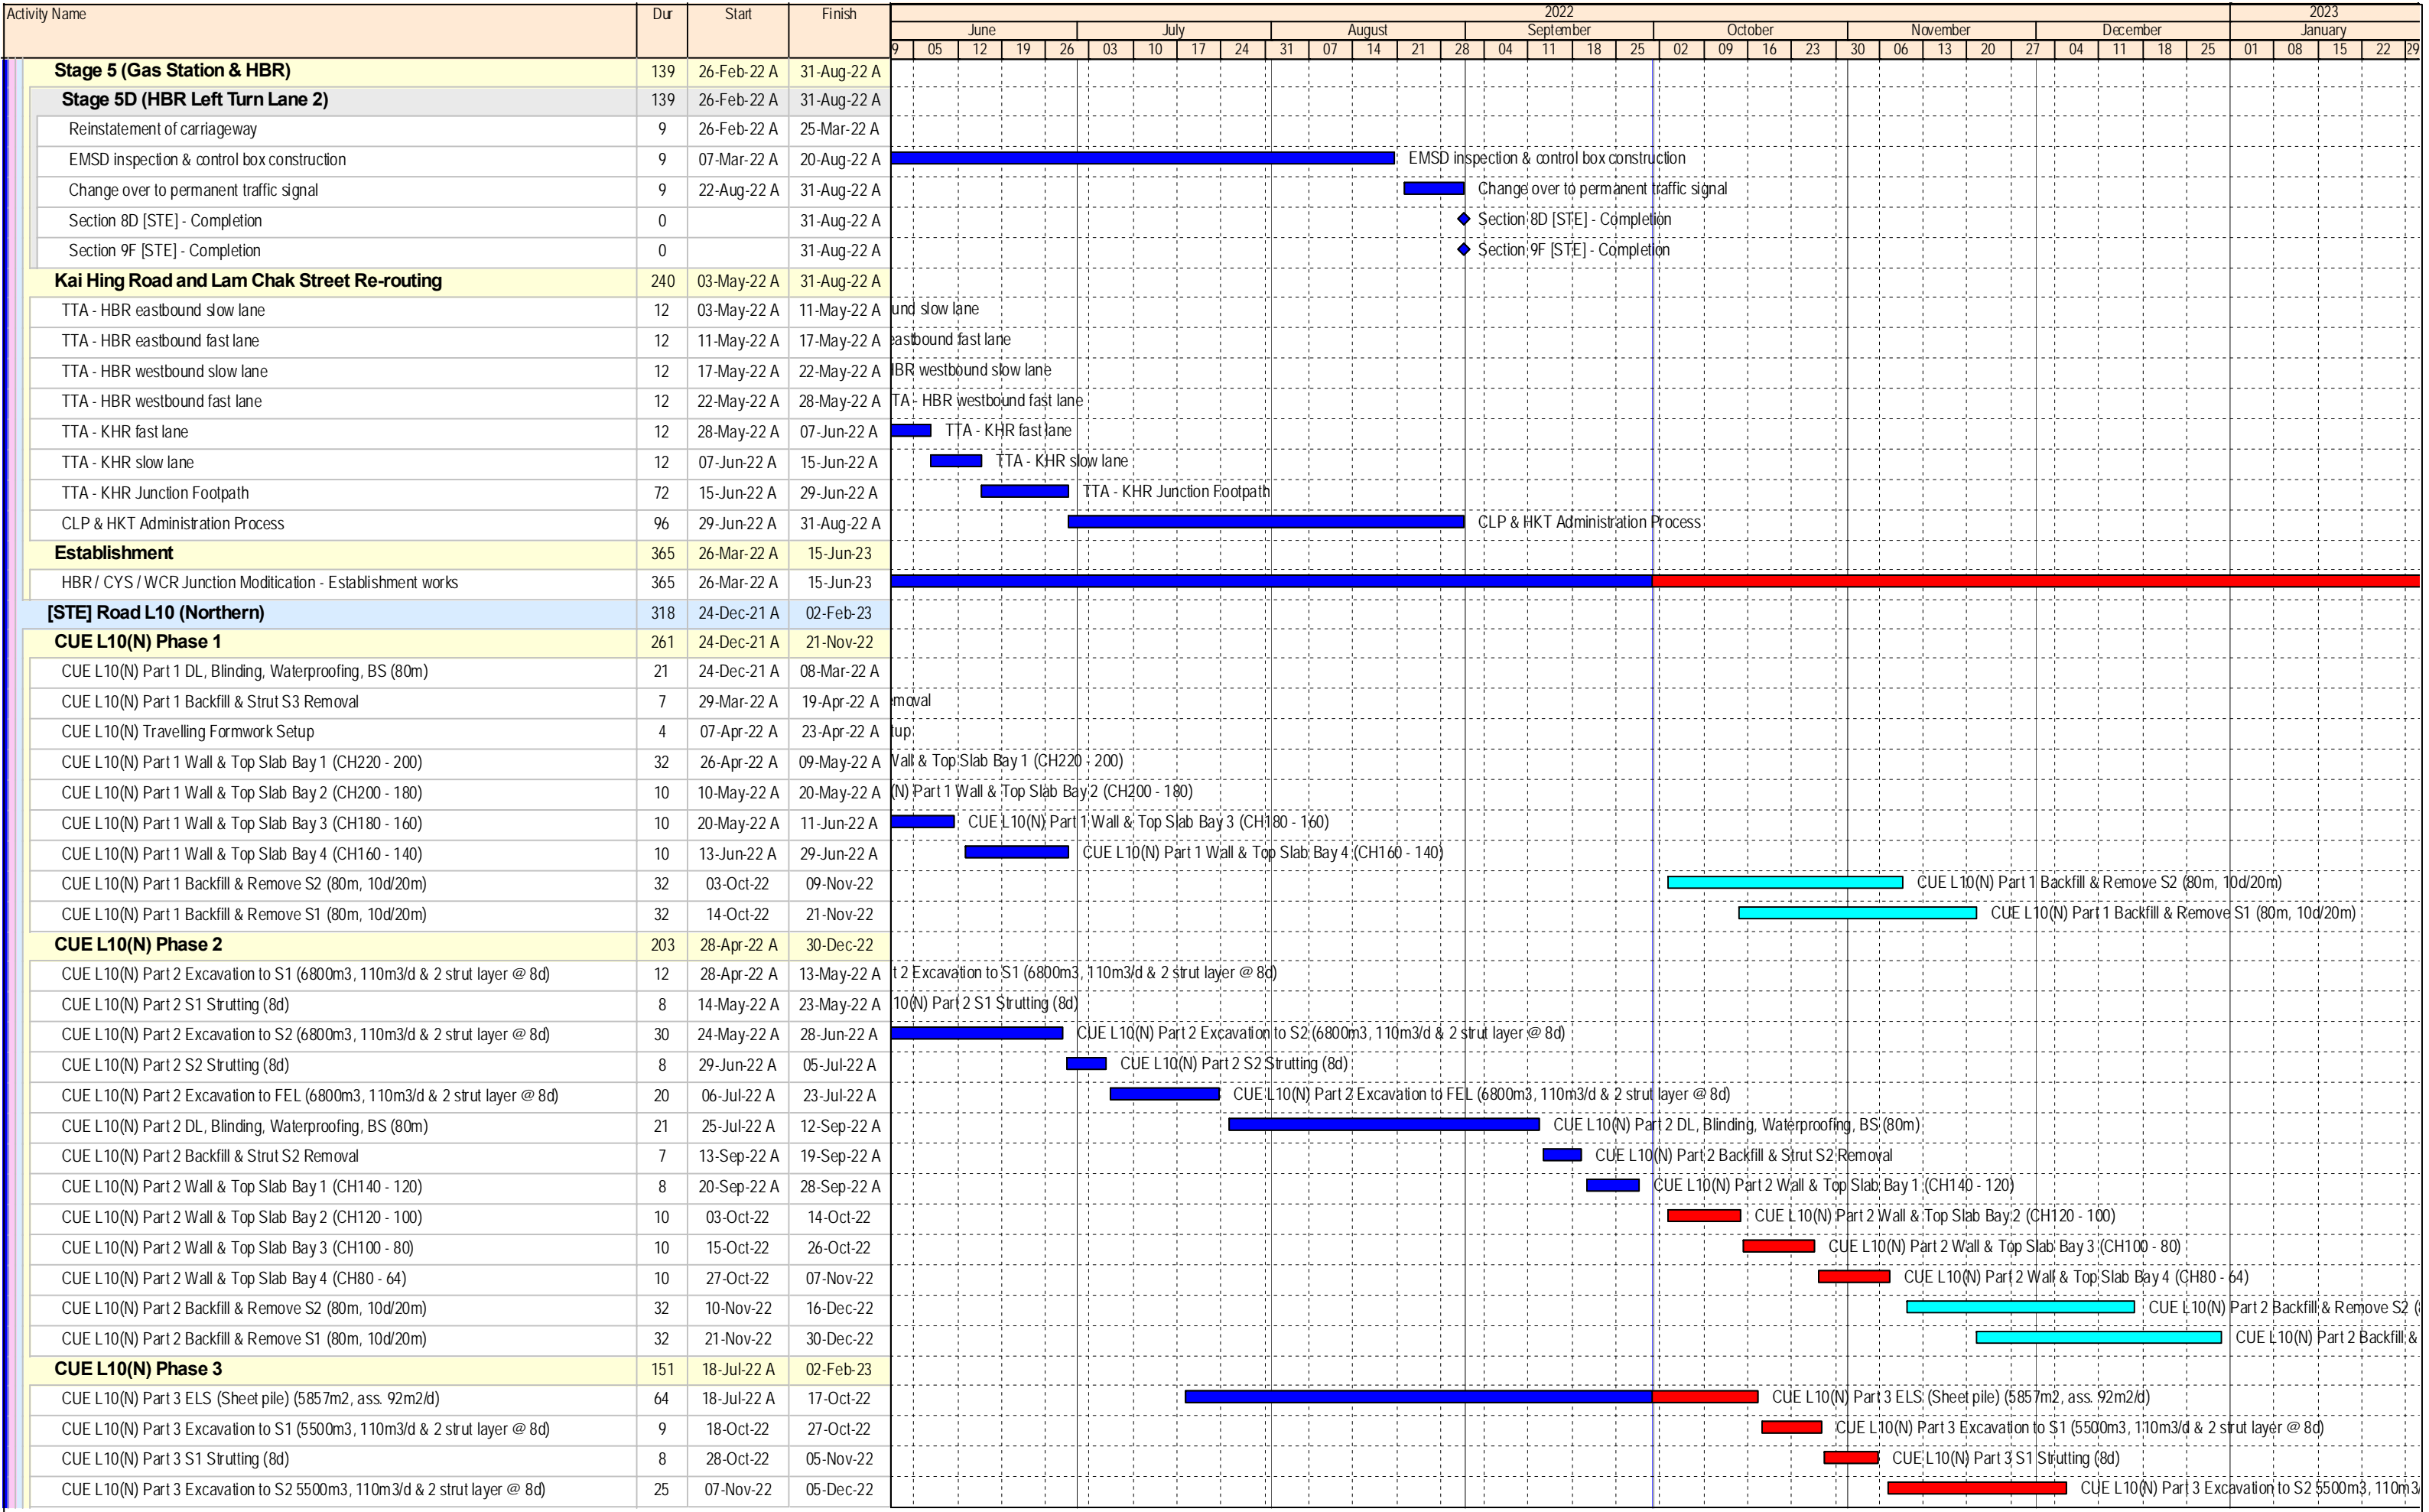 Activity Name Dur Start Finish 2022 2023
June July August September October November December January
9 05 12 19 26 03 10 17 24 31 07 14 21 28 04 11 18 25 02 09 16 23 30 06 13 20 27 04 11 18 25 01 08 15 22 29
Stage 5 (Gas Station & HBR) 139 26-Feb-22 A 31-Aug-22 A
Stage 5D (HBR Left Turn Lane 2) 139 26-Feb-22 A 31-Aug-22 A
Reinstatement of carriageway 9 26-Feb-22 A 25-Mar-22 A
EMSD inspection & control box construction 9 07-Mar-22 A 20-Aug-22 A EMSD inspection & control box construction
Change over to permanent traffic signal 9 22-Aug-22 A 31-Aug-22 A Change over to permanent traffic signal
Section 8D [STE] - Completion 0 31-Aug-22 A Section 8D [STE] - Completion
Section 9F [STE] - Completion 0 31-Aug-22 A Section 9F [STE] - Completion
Kai Hing Road and Lam Chak Street Re-routing 240 03-May-22 A 31-Aug-22 A
TTA - HBR eastbound slow lane 12 03-May-22 A 11-May-22 A und slow lane
TTA - HBR eastbound fast lane 12 11-May-22 A 17-May-22 A eastbound fast lane
TTA - HBR westbound slow lane 12 17-May-22 A 22-May-22 A HBR westbound slow lane
TTA - HBR westbound fast lane 12 22-May-22 A 28-May-22 A TA - HBR westbound fast lane
TTA - KHR fast lane 12 28-May-22 A 07-Jun-22 A TTA - KHR fast lane
TTA - KHR slow lane 12 07-Jun-22 A 15-Jun-22 A TTA - KHR slow lane
TTA - KHR Junction Footpath 72 15-Jun-22 A 29-Jun-22 A TTA - KHR Junction Footpath
CLP & HKT Administration Process 96 29-Jun-22 A 31-Aug-22 A CLP & HKT Administration Process
Establishment 365 26-Mar-22 A 15-Jun-23
HBR / CYS / WCR Junction Moditication - Establishment works 365 26-Mar-22 A 15-Jun-23
[STE] Road L10 (Northern) 318 24-Dec-21 A 02-Feb-23
CUE L10(N) Phase 1 261 24-Dec-21 A 21-Nov-22
CUE L10(N) Part 1 DL, Blinding, Waterproofing, BS (80m) 21 24-Dec-21 A 08-Mar-22 A
CUE L10(N) Part 1 Backfill & Strut S3 Removal 7 29-Mar-22 A 19-Apr-22 A emoval
CUE L10(N) Travelling Formwork Setup 4 07-Apr-22 A 23-Apr-22 A tup
CUE L10(N) Part 1 Wall & Top Slab Bay 1 (CH220 - 200) 32 26-Apr-22 A 09-May-22 A Wall & Top Slab Bay 1 (CH220 - 200)
CUE L10(N) Part 1 Wall & Top Slab Bay 2 (CH200 - 180) 10 10-May-22 A 20-May-22 A (N) Part 1 Wall & Top Slab Bay 2 (CH200 - 180)
CUE L10(N) Part 1 Wall & Top Slab Bay 3 (CH180 - 160) 10 20-May-22 A 11-Jun-22 A CUE L10(N) Part 1 Wall & Top Slab Bay 3 (CH180 - 160)
CUE L10(N) Part 1 Wall & Top Slab Bay 4 (CH160 - 140) 10 13-Jun-22 A 29-Jun-22 A CUE L10(N) Part 1 Wall & Top Slab Bay 4 (CH160 - 140)
CUE L10(N) Part 1 Backfill & Remove S2 (80m, 10d/20m) 32 03-Oct-22 09-Nov-22 CUE L10(N) Part 1 Backfill & Remove S2 (80m, 10d/20m)
CUE L10(N) Part 1 Backfill & Remove S1 (80m, 10d/20m) 32 14-Oct-22 21-Nov-22 CUE L10(N) Part 1 Backfill & Remove S1 (80m, 10d/20m)
CUE L10(N) Phase 2 203 28-Apr-22 A 30-Dec-22
CUE L10(N) Part 2 Excavation to S1 (6800m3, 110m3/d & 2 strut layer @ 8d) 12 28-Apr-22 A 13-May-22 A t 2 Excavation to S1 (6800m3, 110m3/d & 2 strut layer @ 8d)
CUE L10(N) Part 2 S1 Strutting (8d) 8 14-May-22 A 23-May-22 A 10(N) Part 2 S1 Strutting (8d)
CUE L10(N) Part 2 Excavation to S2 (6800m3, 110m3/d & 2 strut layer @ 8d) 30 24-May-22 A 28-Jun-22 A CUE L10(N) Part 2 Excavation to S2 (6800m3, 110m3/d & 2 strut layer @ 8d)
CUE L10(N) Part 2 S2 Strutting (8d) 8 29-Jun-22 A 05-Jul-22 A CUE L10(N) Part 2 S2 Strutting (8d)
CUE L10(N) Part 2 Excavation to FEL (6800m3, 110m3/d & 2 strut layer @ 8d) 20 06-Jul-22 A 23-Jul-22 A CUE L10(N) Part 2 Excavation to FEL (6800m3, 110m3/d & 2 strut layer @ 8d)
CUE L10(N) Part 2 DL, Blinding, Waterproofing, BS (80m) 21 25-Jul-22 A 12-Sep-22 A CUE L10(N) Part 2 DL, Blinding, Waterproofing, BS (80m)
CUE L10(N) Part 2 Backfill & Strut S2 Removal 7 13-Sep-22 A 19-Sep-22 A CUE L10(N) Part 2 Backfill & Strut S2 Removal
CUE L10(N) Part 2 Wall & Top Slab Bay 1 (CH140 - 120) 8 20-Sep-22 A 28-Sep-22 A CUE L10(N) Part 2 Wall & Top Slab Bay 1 (CH140 - 120)
CUE L10(N) Part 2 Wall & Top Slab Bay 2 (CH120 - 100) 10 03-Oct-22 14-Oct-22 CUE L10(N) Part 2 Wall & Top Slab Bay 2 (CH120 - 100)
CUE L10(N) Part 2 Wall & Top Slab Bay 3 (CH100 - 80) 10 15-Oct-22 26-Oct-22 CUE L10(N) Part 2 Wall & Top Slab Bay 3 (CH100 - 80)
CUE L10(N) Part 2 Wall & Top Slab Bay 4 (CH80 - 64) 10 27-Oct-22 07-Nov-22 CUE L10(N) Part 2 Wall & Top Slab Bay 4 (CH80 - 64)
CUE L10(N) Part 2 Backfill & Remove S2 (80m, 10d/20m) 32 10-Nov-22 16-Dec-22 CUE L10(N) Part 2 Backfill & Remove S2 (
CUE L10(N) Part 2 Backfill & Remove S1 (80m, 10d/20m) 32 21-Nov-22 30-Dec-22 CUE L10(N) Part 2 Backfill &
CUE L10(N) Phase 3 151 18-Jul-22 A 02-Feb-23
CUE L10(N) Part 3 ELS (Sheet pile) (5857m2, ass. 92m2/d) 64 18-Jul-22 A 17-Oct-22 CUE L10(N) Part 3 ELS (Sheet pile) (5857m2, ass. 92m2/d)
CUE L10(N) Part 3 Excavation to S1 (5500m3, 110m3/d & 2 strut layer @ 8d) 9 18-Oct-22 27-Oct-22 CUE L10(N) Part 3 Excavation to S1 (5500m3, 110m3/d & 2 strut layer @ 8d)
CUE L10(N) Part 3 S1 Strutting (8d) 8 28-Oct-22 05-Nov-22 CUE L10(N) Part 3 S1 Strutting (8d)
CUE L10(N) Part 3 Excavation to S2 5500m3, 110m3/d & 2 strut layer @ 8d) 25 07-Nov-22 05-Dec-22 CUE L10(N) Part 3 Excavation to S2 5500m3, 110m3/